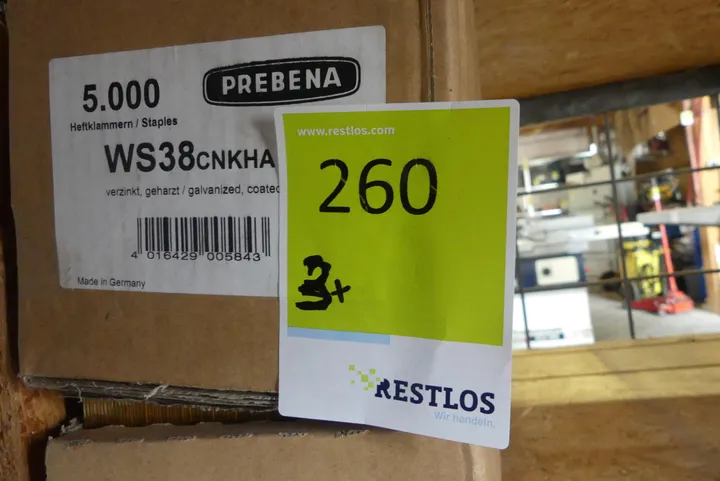 5.000
PREBENA
Heftklammern / Staples
WS38CNKHA
verzinkt, geharzt / galvanized, coated
4 016429 005843
Made in Germany
www.restlos.com
260
3x
RESTLOS
Wir handeln.